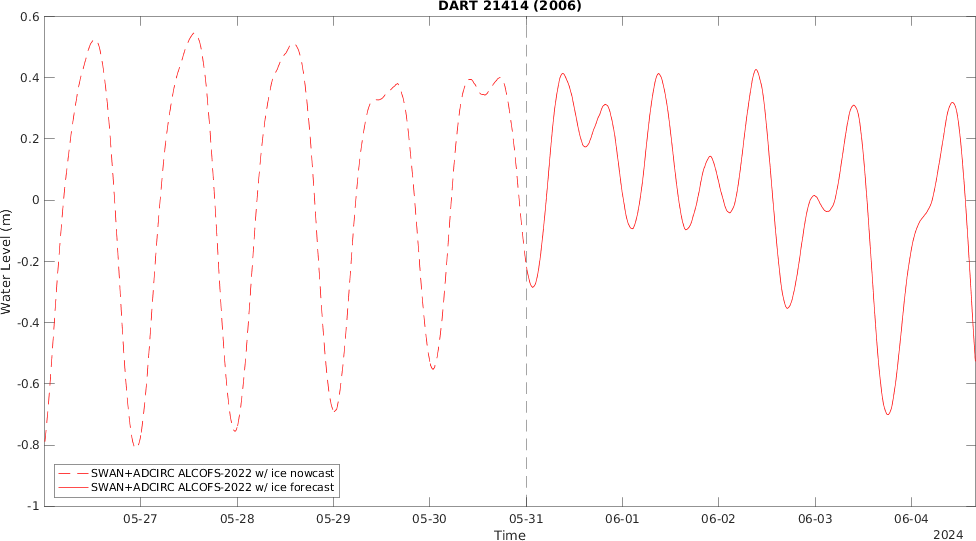 DART 21414 (2006)
0.6
0.4
0.2
0
-0.2
-0.4
-0.6
-0.8
-1
Water Level (m)
SWAN+ADCIRC ALCOFS-2022 w/ ice nowcast
SWAN+ADCIRC ALCOFS-2022 w/ ice forecast
05-27 05-28 05-29 05-30 05-31 06-01 06-02 06-03 06-04
Time
2024